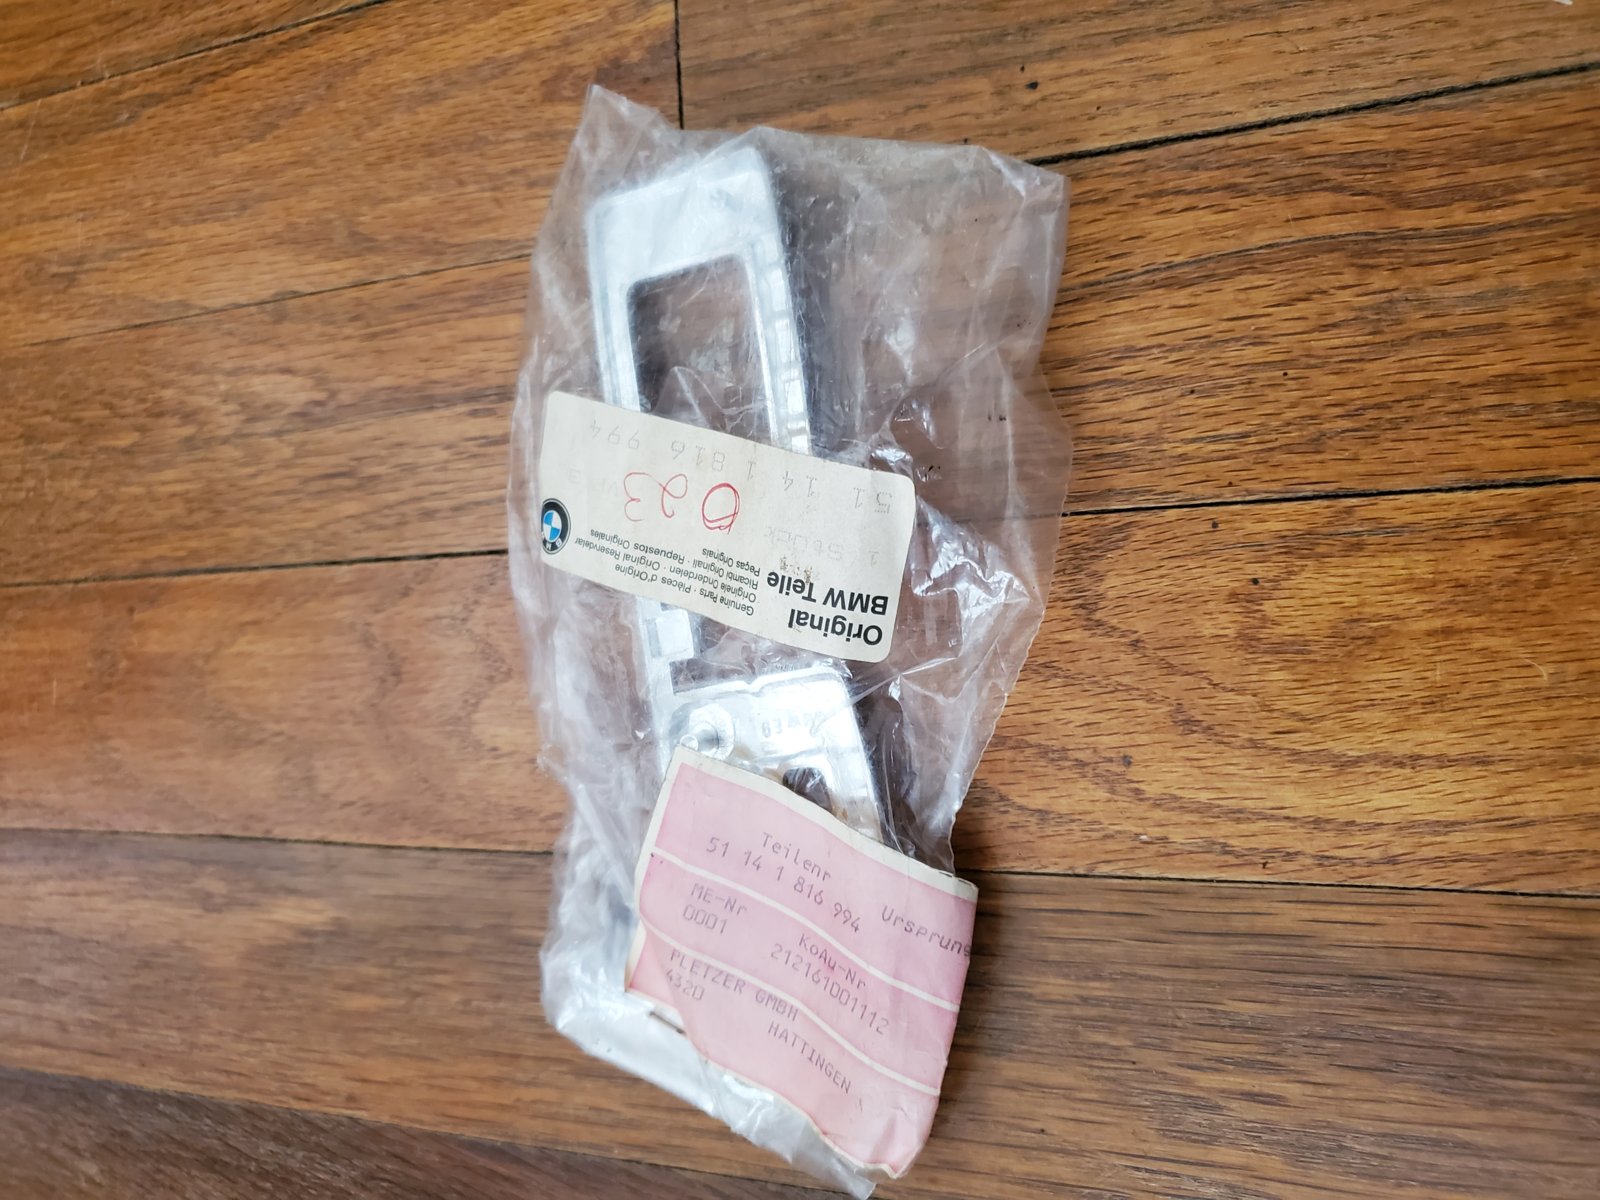 Original
BMW Teile
Genuine Parts · Pièces d'Origine
Originele Onderdelen · Original Reservdelar
Ricambi Originali · Repuestos Originales
Peças Originais
1 Stück
023
51 14 1 816 994
BMW
Teilenr Ursprung
51 14 1 816 994
ME-Nr KoAu-Nr
0001 212161001112
PLETZER GMBH
4320 HATTINGEN